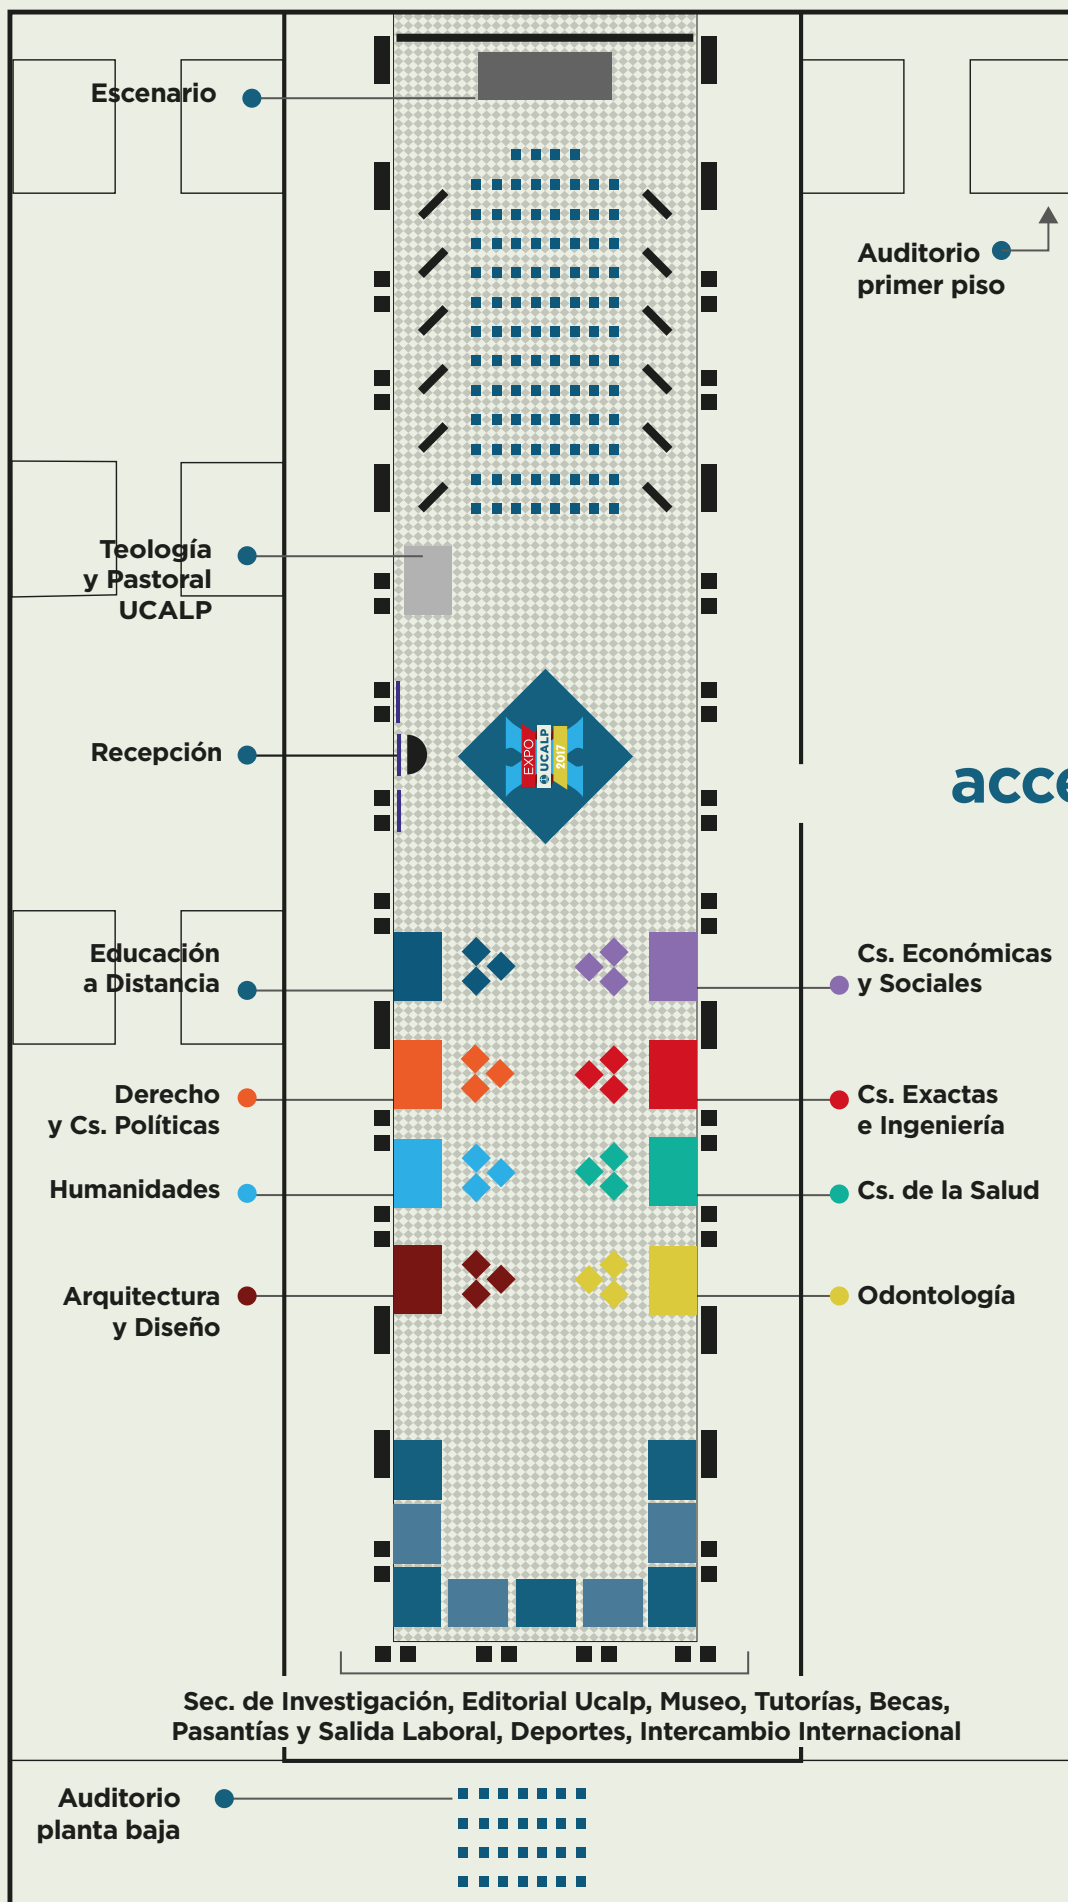 Escenario
Auditorio
primer piso
Teología
y Pastoral
UCALP
Recepción
EXPO
UCALP
2017
acce
Educación
a Distancia
Cs. Económicas
y Sociales
Derecho
y Cs. Políticas
Cs. Exactas
e Ingeniería
Humanidades
Cs. de la Salud
Arquitectura
y Diseño
Odontología
Sec. de Investigación, Editorial Ucalp, Museo, Tutorías, Becas,
Pasantías y Salida Laboral, Deportes, Intercambio Internacional
Auditorio
planta baja